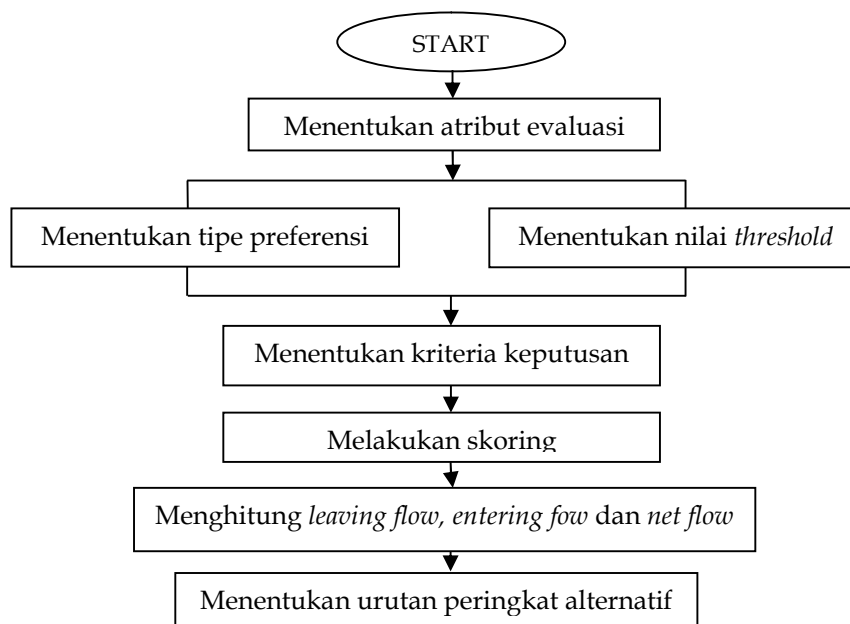 START
Menentukan atribut evaluasi
Menentukan tipe preferensi
Menentukan nilai threshold
Menentukan kriteria keputusan
Melakukan skoring
Menghitung leaving flow, entering fow dan net flow
Menentukan urutan peringkat alternatif